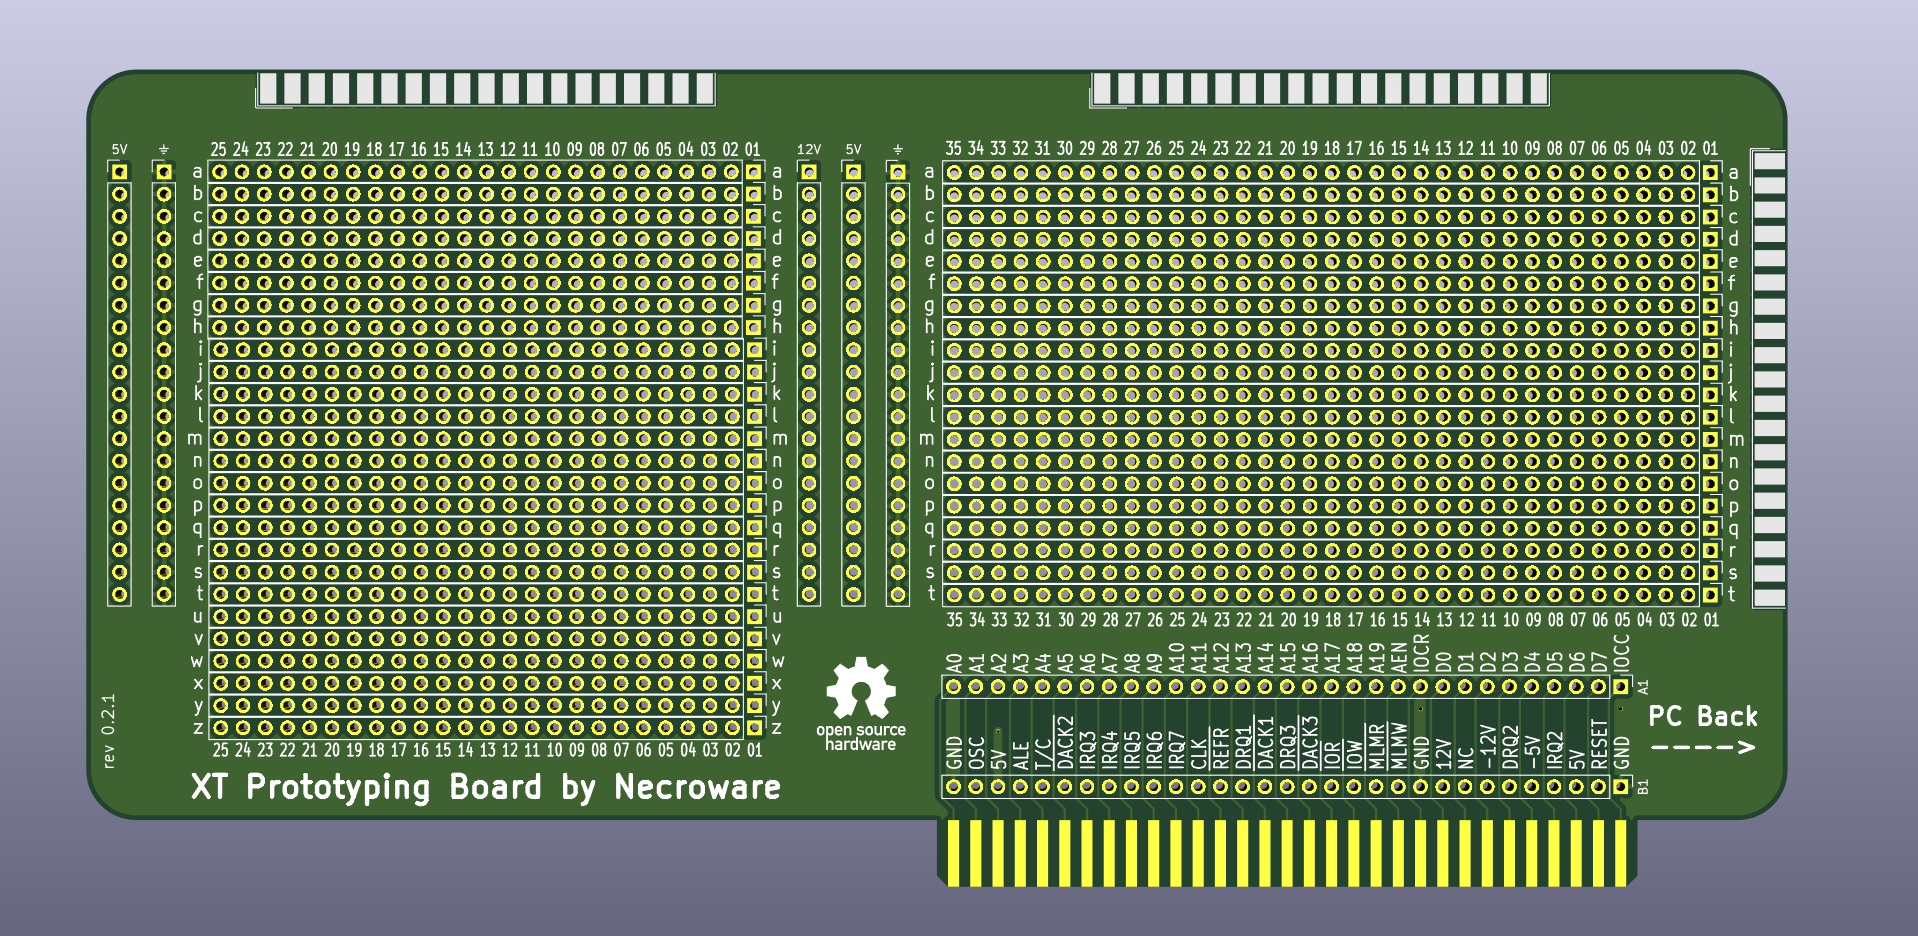 5V ⏚ 25 24 23 22 21 20 19 18 17 16 15 14 13 12 11 10 09 08 07 06 05 04 03 02 01 12V 5V ⏚ 35 34 33 32 31 30 29 28 27 26 25 24 23 22 21 20 19 18 17 16 15 14 13 12 11 10 09 08 07 06 05 04 03 02 01
a a a a
b b b b
c c c c
d d d d
e e e e
f f f f
g g g g
h h h h
i i i i
j j j j
k k k k
l l l l
m m m m
n n n n
o o o o
p p p p
q q q q
r r r r
s s s s
t t t t
u u
v v
w w
x x
y y
z z
35 34 33 32 31 30 29 28 27 26 25 24 23 22 21 20 19 18 17 16 15 14 13 12 11 10 09 08 07 06 05 04 03 02 01
25 24 23 22 21 20 19 18 17 16 15 14 13 12 11 10 09 08 07 06 05 04 03 02 01
rev 0.2.1
XT Prototyping Board by Necroware
open source
hardware
A0 A1 A2 A3 A4 A5 A6 A7 A8 A9 A10 A11 A12 A13 A14 A15 A16 A17 A18 A19 AEN IOCR D0 D1 D2 D3 D4 D5 D6 D7 IOCC
A1
GND OSC 5V ALE T/C DACK2 IRQ3 IRQ4 IRQ5 IRQ6 IRQ7 CLK REFR DRQ1 DACK1 DRQ3 DACK3 IOR IOW MLMR MLMW GND 12V NC -12V DRQ2 -5V IRQ2 5V RESET GND
B1
PC Back
---->